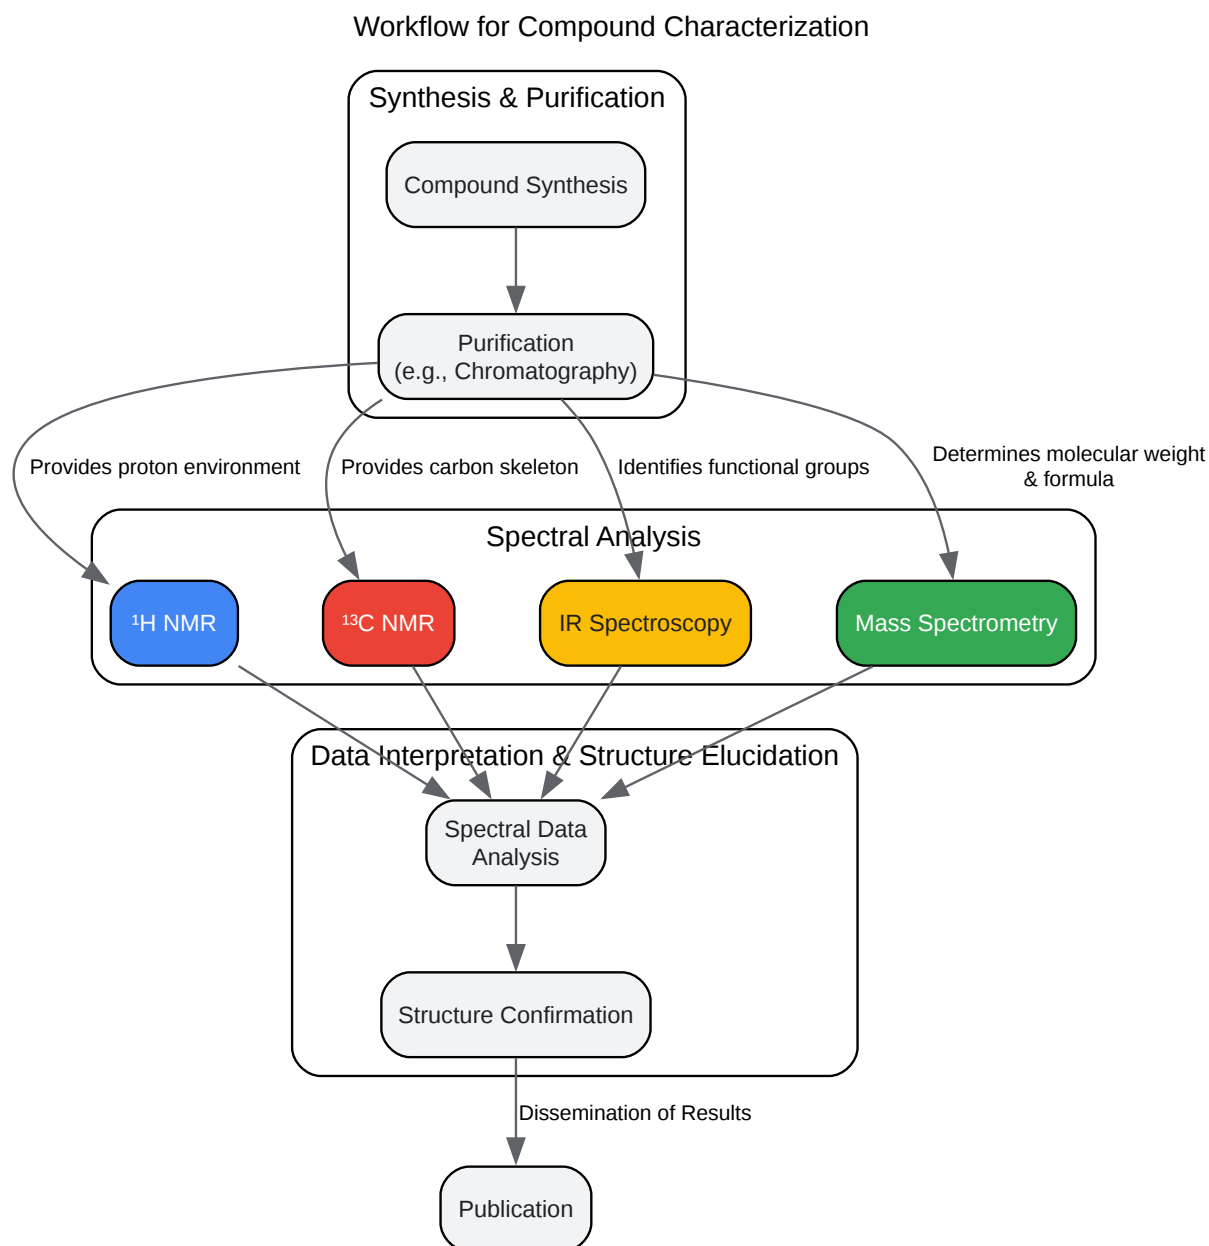 Workflow for Compound Characterization
Synthesis & Purification
Compound Synthesis
Purification
(e.g., Chromatography)
Provides proton environment
Provides carbon skeleton
Identifies functional groups
Determines molecular weight
& formula
Spectral Analysis
¹H NMR
¹³C NMR
IR Spectroscopy
Mass Spectrometry
Data Interpretation & Structure Elucidation
Spectral Data
Analysis
Structure Confirmation
Dissemination of Results
Publication